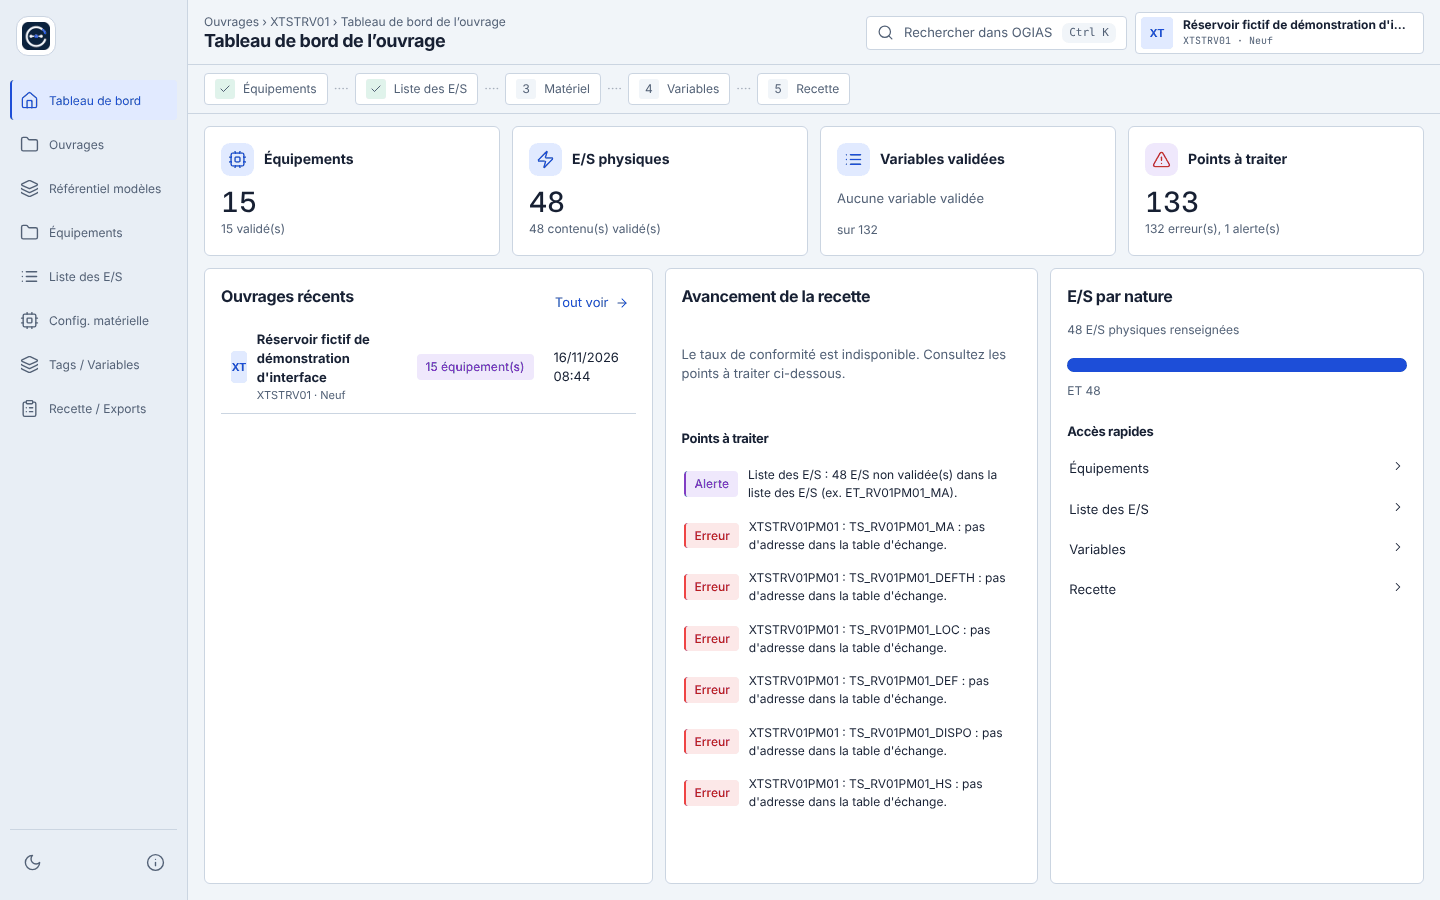 Ouvrages › XTSTRV01 › Tableau de bord de l’ouvrage
Tableau de bord de l’ouvrage
Rechercher dans OGIAS Ctrl K
XT
Réservoir fictif de démonstration d'i...
XTSTRV01 · Neuf
Tableau de bord
Ouvrages
Référentiel modèles
Équipements
Liste des E/S
Config. matérielle
Tags / Variables
Recette / Exports
Équipements
Liste des E/S
3 Matériel
4 Variables
5 Recette
Équipements
15
15 validé(s)
E/S physiques
48
48 contenu(s) validé(s)
Variables validées
Aucune variable validée
sur 132
Points à traiter
133
132 erreur(s), 1 alerte(s)
Ouvrages récents
Tout voir
XT
Réservoir fictif de
démonstration
d'interface
XTSTRV01 · Neuf
15 équipement(s)
16/11/2026
08:44
Avancement de la recette
Le taux de conformité est indisponible. Consultez les
points à traiter ci-dessous.
Points à traiter
Alerte
Liste des E/S : 48 E/S non validée(s) dans la
liste des E/S (ex. ET_RV01PM01_MA).
Erreur
XTSTRV01PM01 : TS_RV01PM01_MA : pas
d'adresse dans la table d'échange.
Erreur
XTSTRV01PM01 : TS_RV01PM01_DEFTH : pas
d'adresse dans la table d'échange.
Erreur
XTSTRV01PM01 : TS_RV01PM01_LOC : pas
d'adresse dans la table d'échange.
Erreur
XTSTRV01PM01 : TS_RV01PM01_DEF : pas
d'adresse dans la table d'échange.
Erreur
XTSTRV01PM01 : TS_RV01PM01_DISPO : pas
d'adresse dans la table d'échange.
Erreur
XTSTRV01PM01 : TS_RV01PM01_HS : pas
d'adresse dans la table d'échange.
E/S par nature
48 E/S physiques renseignées
ET 48
Accès rapides
Équipements
Liste des E/S
Variables
Recette